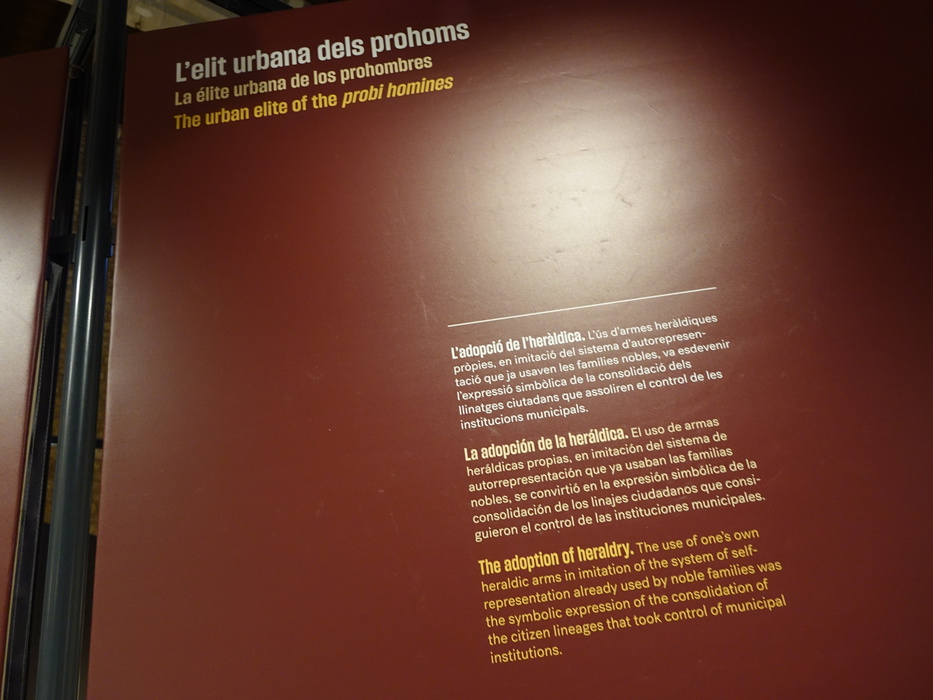 L'elit urbana dels prohoms
La élite urbana de los prohombres
The urban elite of the probi homines
L'adopció de l'heràldica. L'ús d'armes heràldiques
pròpies, en imitació del sistema d'autorepresen-
tació que ja usaven les famílies nobles, va esdevenir
l'expressió simbòlica de la consolidació dels
llinatges ciutadans que assoliren el control de les
institucions municipals.
La adopción de la heráldica. El uso de armas
heráldicas propias, en imitación del sistema de
autorrepresentación que ya usaban las familias
nobles, se convirtió en la expresión simbólica de la
consolidación de los linajes ciudadanos que consi-
guieron el control de las instituciones municipales.
The adoption of heraldry. The use of one's own
heraldic arms in imitation of the system of self-
representation already used by noble families was
the symbolic expression of the consolidation of
the citizen lineages that took control of municipal
institutions.